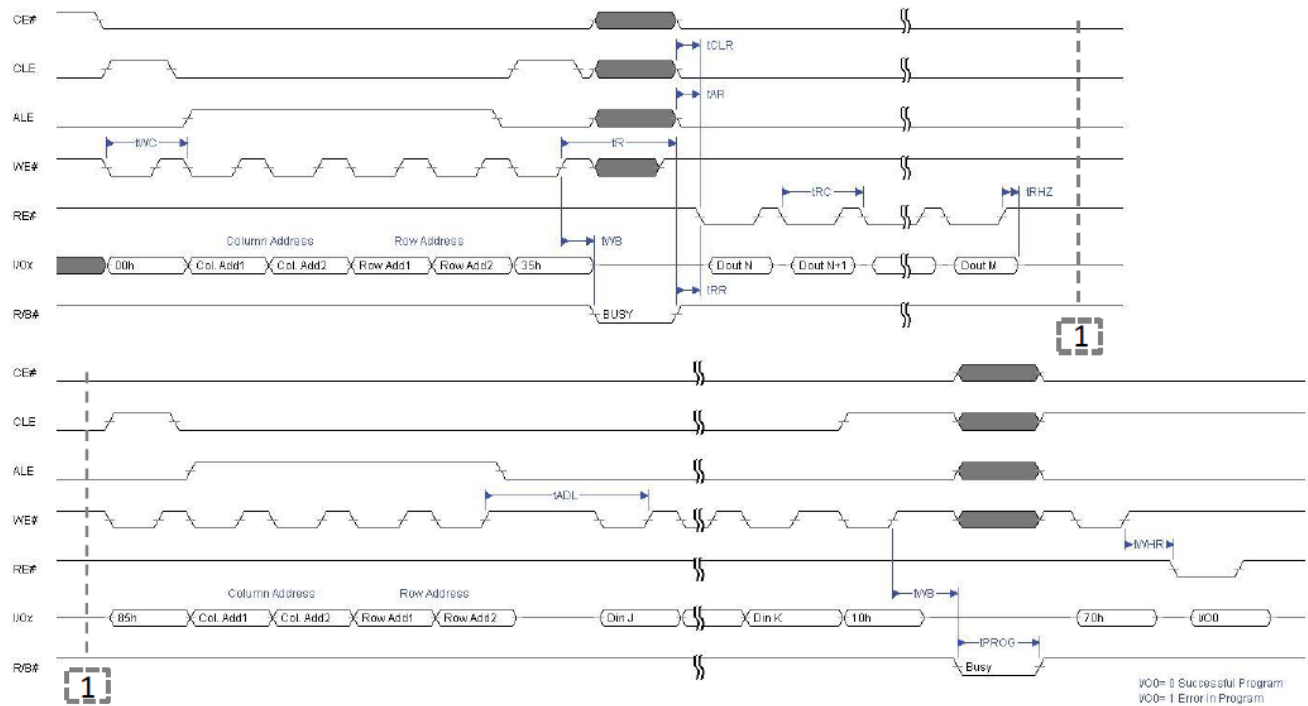 CE#
tCLR
CLE
tAR
ALE
tWC
tR
WE#
tRC
tRHZ
RE#
Column Address Row Address
tWB
I/Ox 00h Col. Add1 Col. Add2 Row Add1 Row Add2 35h Dout N Dout N+1 Dout M
tRR
R/B# BUSY
1
CE#
CLE
ALE
tADL
WE#
tWHR
RE#
Column Address Row Address
tWB
I/Ox 85h Col. Add1 Col. Add2 Row Add1 Row Add2 Din J Din K 10h 70h I/O0
tPROG
R/B# Busy
1
I/O0= 0 Successful Program
I/O0= 1 Error in Program